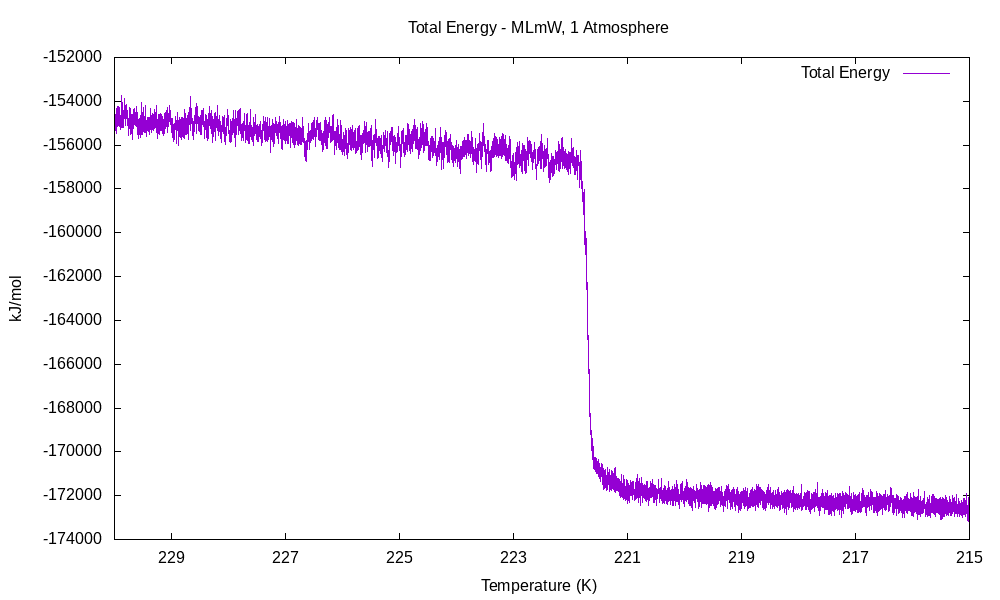 Total Energy - MLmW, 1 Atmosphere
Total Energy
-152000
-154000
-156000
-158000
-160000
-162000
-164000
-166000
-168000
-170000
-172000
-174000
kJ/mol
229 227 225 223 221 219 217 215
Temperature (K)